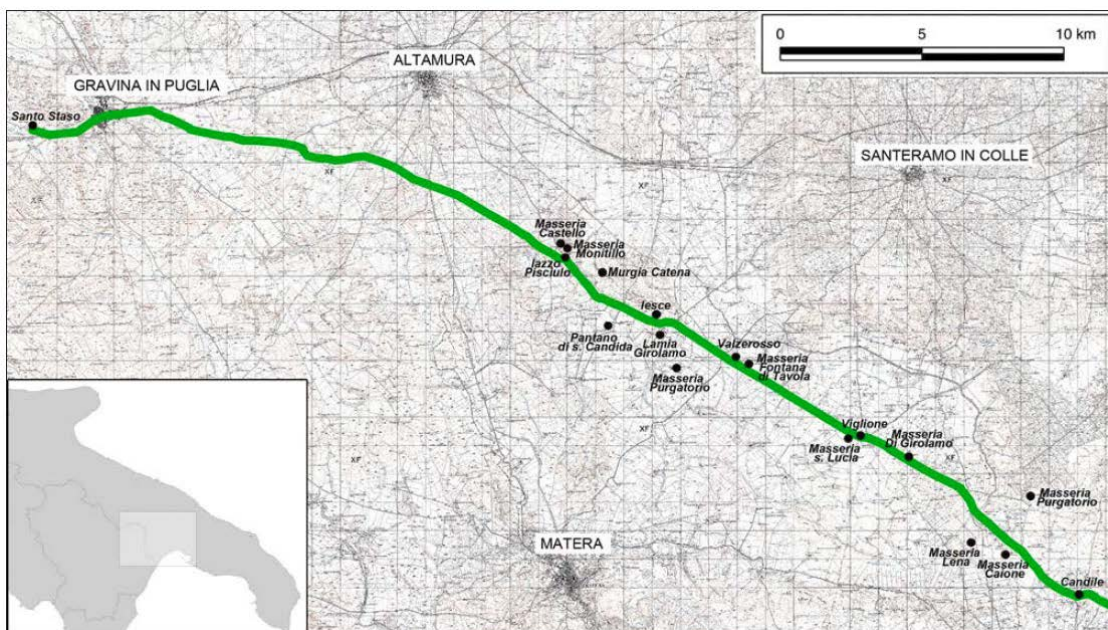 0 5 10 km
ALTAMURA
GRAVINA IN PUGLIA
Santo Staso
SANTERAMO IN COLLE
Masseria
Castello
Masseria
Monitillo
Iazzo
Pisciulo
Murgia Catena
Iesce
Pantano
di s. Candida
Lamia
Girolamo
Masseria
Purgatorio
Valzerosso
Masseria
Fontana
di Tavola
Viglione
Masseria
s. Lucia
Masseria
Di Girolamo
Masseria
Purgatorio
MATERA
Masseria
Lena
Masseria
Caione
Candile